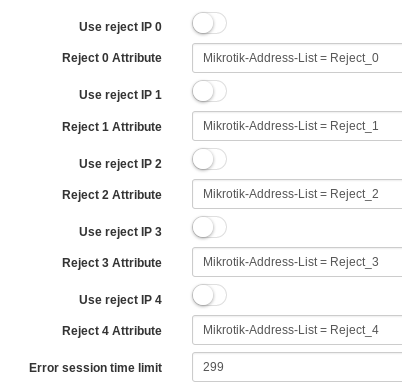 Use reject IP 0
Reject 0 Attribute Mikrotik-Address-List = Reject_0
Use reject IP 1
Reject 1 Attribute Mikrotik-Address-List = Reject_1
Use reject IP 2
Reject 2 Attribute Mikrotik-Address-List = Reject_2
Use reject IP 3
Reject 3 Attribute Mikrotik-Address-List = Reject_3
Use reject IP 4
Reject 4 Attribute Mikrotik-Address-List = Reject_4
Error session time limit 299